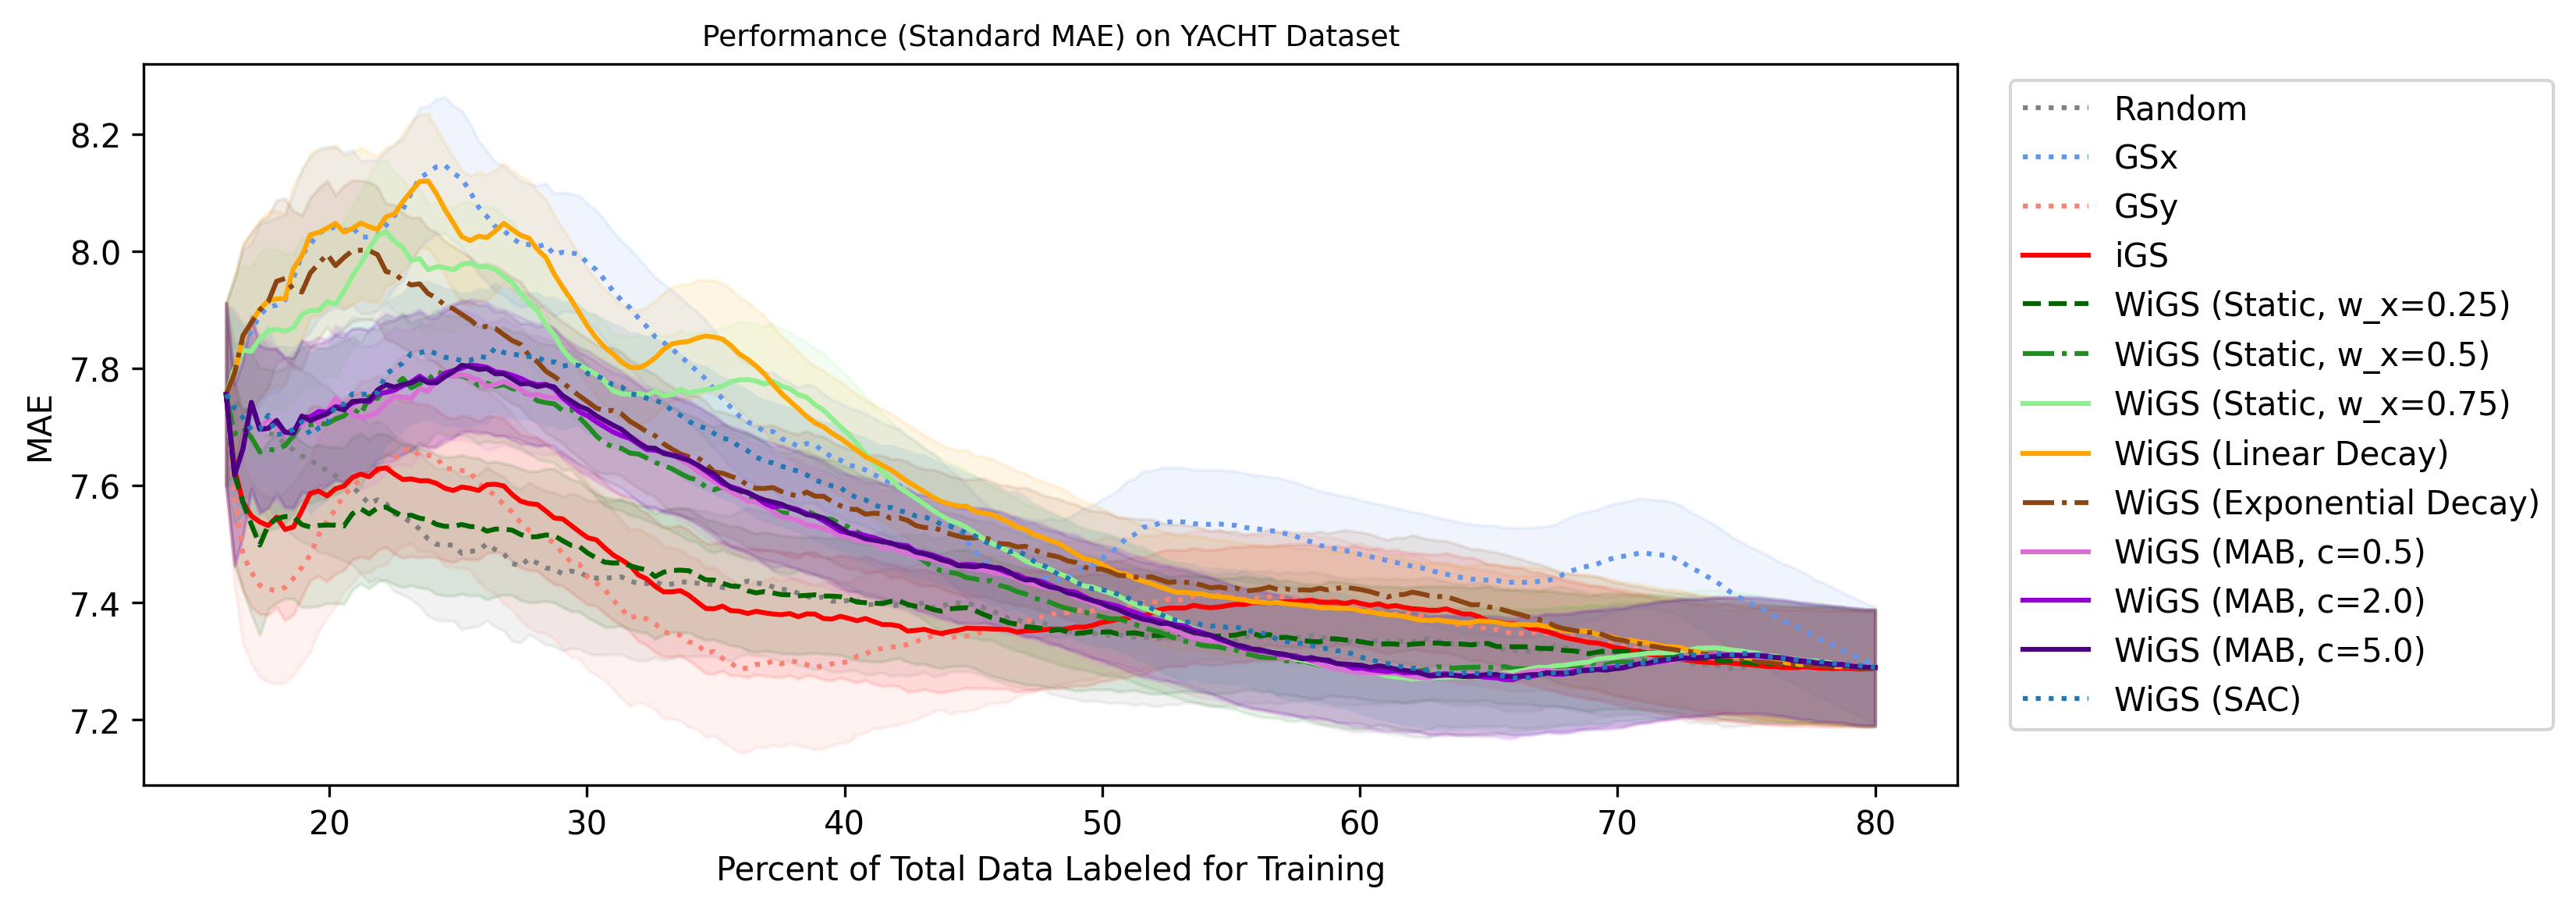 Performance (Standard MAE) on YACHT Dataset
MAE
8.2
8.0
7.8
7.6
7.4
7.2
20 30 40 50 60 70 80
Percent of Total Data Labeled for Training
Random
GSx
GSy
iGS
WiGS (Static, w_x=0.25)
WiGS (Static, w_x=0.5)
WiGS (Static, w_x=0.75)
WiGS (Linear Decay)
WiGS (Exponential Decay)
WiGS (MAB, c=0.5)
WiGS (MAB, c=2.0)
WiGS (MAB, c=5.0)
WiGS (SAC)